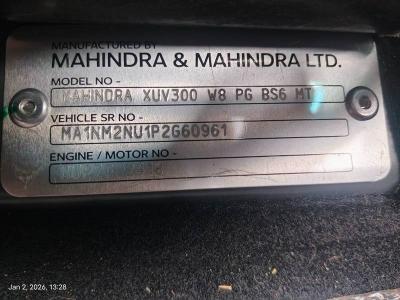 MANUFACTURED BY
MAHINDRA & MAHINDRA LTD.
MODEL NO -
MAHINDRA XUV300 W8 PG BS6 MT
VEHICLE SR NO -
MA1NM2NU1P2G60961
ENGINE / MOTOR NO -
Jan 2, 2026, 13:28